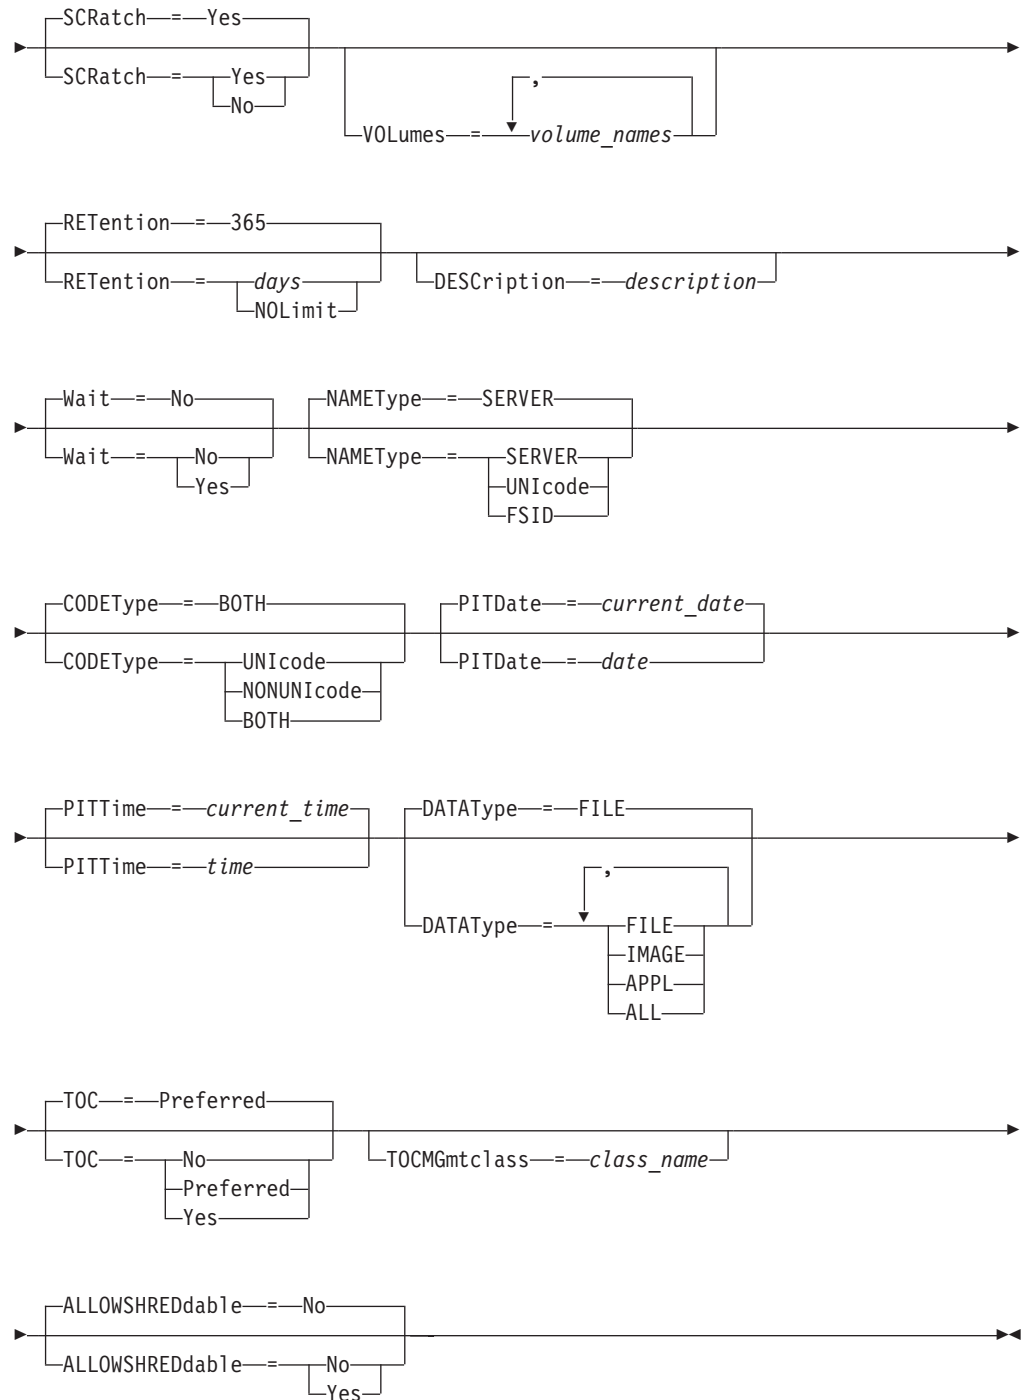 SCRatch = Yes
SCRatch = Yes
No
VOLumes = volume_names
,
RETention = 365
RETention = days
NOLimit
DESCription = description
Wait = No
Wait = No
Yes
NAMEType = SERVER
NAMEType = SERVER
UNIcode
FSID
CODEType = BOTH
CODEType = UNIcode
NONUNIcode
BOTH
PITDate = current_date
PITDate = date
PITTime = current_time
PITTime = time
DATAType = FILE
,
DATAType = FILE
IMAGE
APPL
ALL
TOC = Preferred
TOC = No
Preferred
Yes
TOCMGmtclass = class_name
ALLOWSHREDdable = No
ALLOWSHREDdable = No
Yes